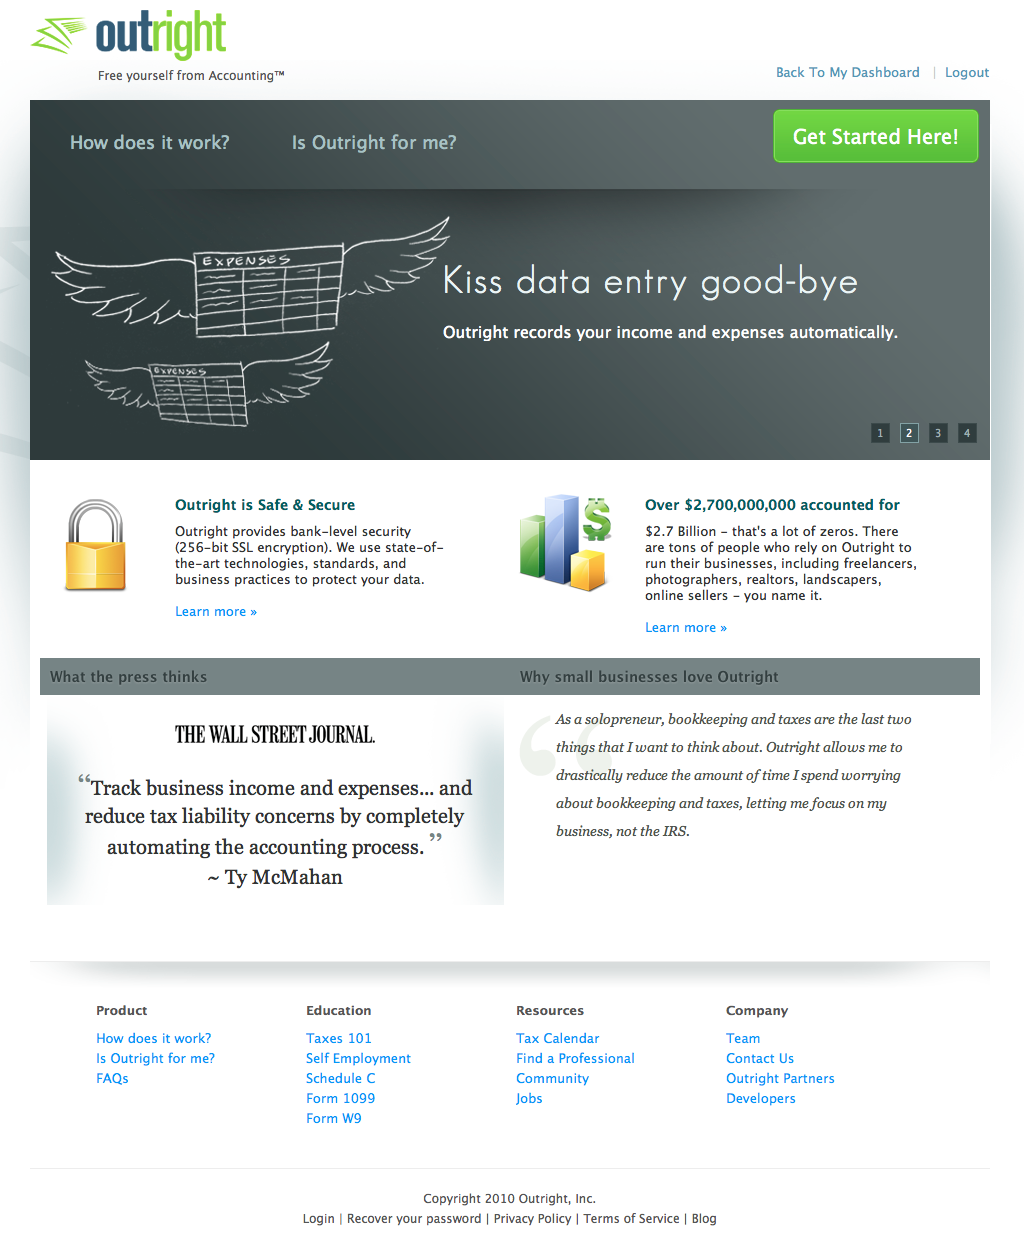 outright
Free yourself from Accounting™
Back To My Dashboard | Logout
How does it work?
Is Outright for me?
Get Started Here!
EXPENSES
Kiss data entry good-bye
Outright records your income and expenses automatically.
EXPENSES
1 2 3 4
Outright is Safe & Secure
Outright provides bank-level security
(256-bit SSL encryption). We use state-of-
the-art technologies, standards, and
business practices to protect your data.
Learn more »
Over $2,700,000,000 accounted for
$2.7 Billion - that's a lot of zeros. There
are tons of people who rely on Outright to
run their businesses, including freelancers,
photographers, realtors, landscapers,
online sellers - you name it.
Learn more »
What the press thinks
THE WALL STREET JOURNAL.
“Track business income and expenses... and
reduce tax liability concerns by completely
automating the accounting process. ”
~ Ty McMahan
Why small businesses love Outright
“ As a solopreneur, bookkeeping and taxes are the last two
things that I want to think about. Outright allows me to
drastically reduce the amount of time I spend worrying
about bookkeeping and taxes, letting me focus on my
business, not the IRS.
Product
How does it work?
Is Outright for me?
FAQs
Education
Taxes 101
Self Employment
Schedule C
Form 1099
Form W9
Resources
Tax Calendar
Find a Professional
Community
Jobs
Company
Team
Contact Us
Outright Partners
Developers
Copyright 2010 Outright, Inc.
Login | Recover your password | Privacy Policy | Terms of Service | Blog